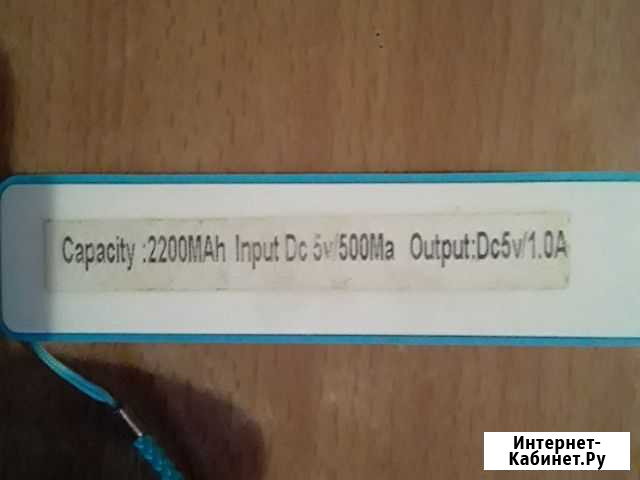 Capacity :2200MAh Input Dc 5v/500Ma Output:Dc5v/1.0A
Интернет-
Кабинет.Ру